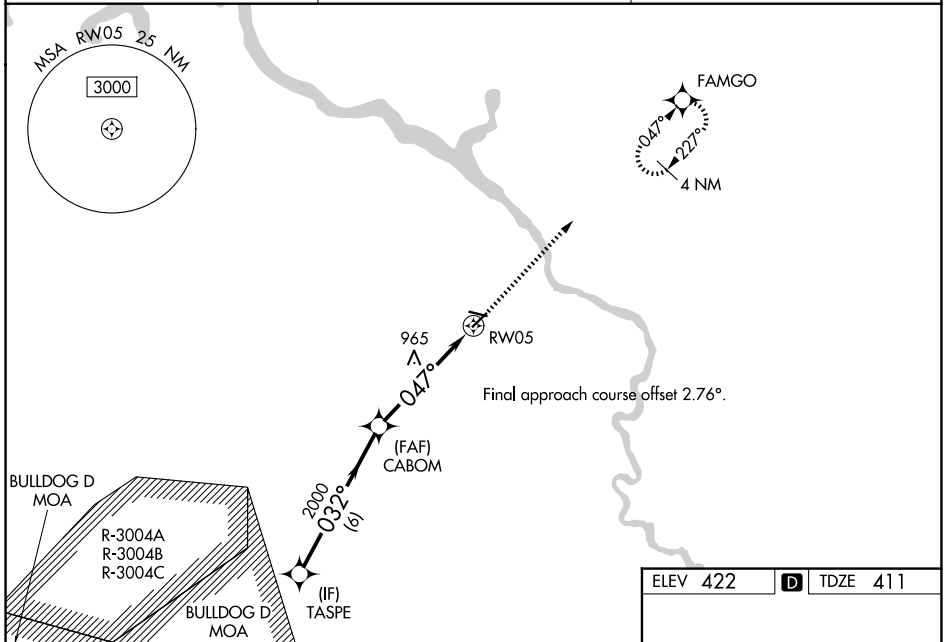 MSA RW05 25 NM
3000
FAMGO
047°
227°
4 NM
965
RW05
047°
Final approach course offset 2.76°.
(FAF)
CABOM
2000
032°
(6)
BULLDOG D
MOA
R-3004A
R-3004B
R-3004C
(IF)
TASPE
BULLDOG D
MOA
ELEV 422 D TDZE 411